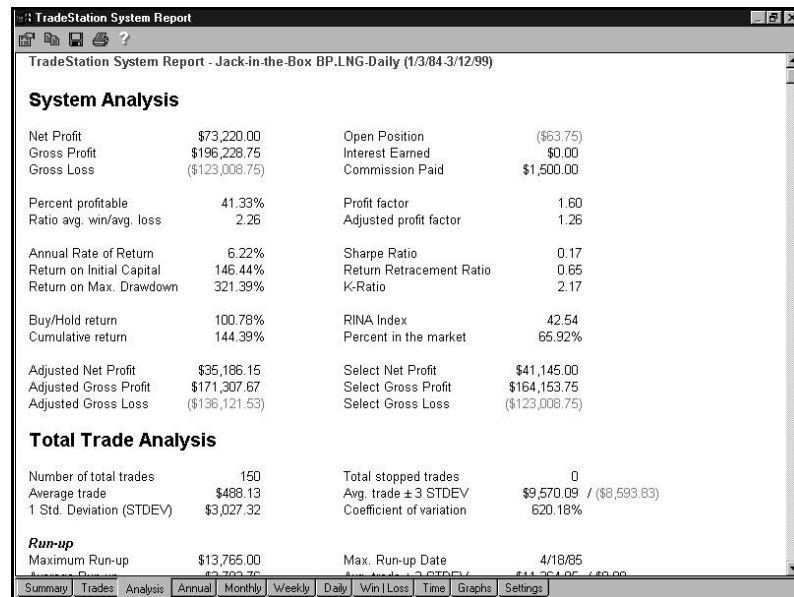 TradeStation System Report
TradeStation System Report - Jack-in-the-Box BP.LNG-Daily (1/3/84-3/12/99)
System Analysis
Net Profit $73,220.00 Open Position ($63.75)
Gross Profit $196,228.75 Interest Earned $0.00
Gross Loss ($123,008.75) Commission Paid $1,500.00
Percent profitable 41.33% Profit factor 1.60
Ratio avg. win/avg. loss 2.26 Adjusted profit factor 1.26
Annual Rate of Return 6.22% Sharpe Ratio 0.17
Return on Initial Capital 146.44% Return Retracement Ratio 0.65
Return on Max. Drawdown 321.39% K-Ratio 2.17
Buy/Hold return 100.78% RINA Index 42.54
Cumulative return 144.39% Percent in the market 65.92%
Adjusted Net Profit $35,186.15 Select Net Profit $41,145.00
Adjusted Gross Profit $171,307.67 Select Gross Profit $164,153.75
Adjusted Gross Loss ($136,121.53) Select Gross Loss ($123,008.75)
Total Trade Analysis
Number of total trades 150 Total stopped trades 0
Average trade $488.13 Avg. trade ± 3 STDEV $9,570.09 / ($8,593.83)
1 Std. Deviation (STDEV) $3,027.32 Coefficient of variation 620.18%
Run-up
Maximum Run-up $13,765.00 Max. Run-up Date 4/18/85
Summary Trades Analysis Annual Monthly Weekly Daily Win|Loss Time Graphs Settings